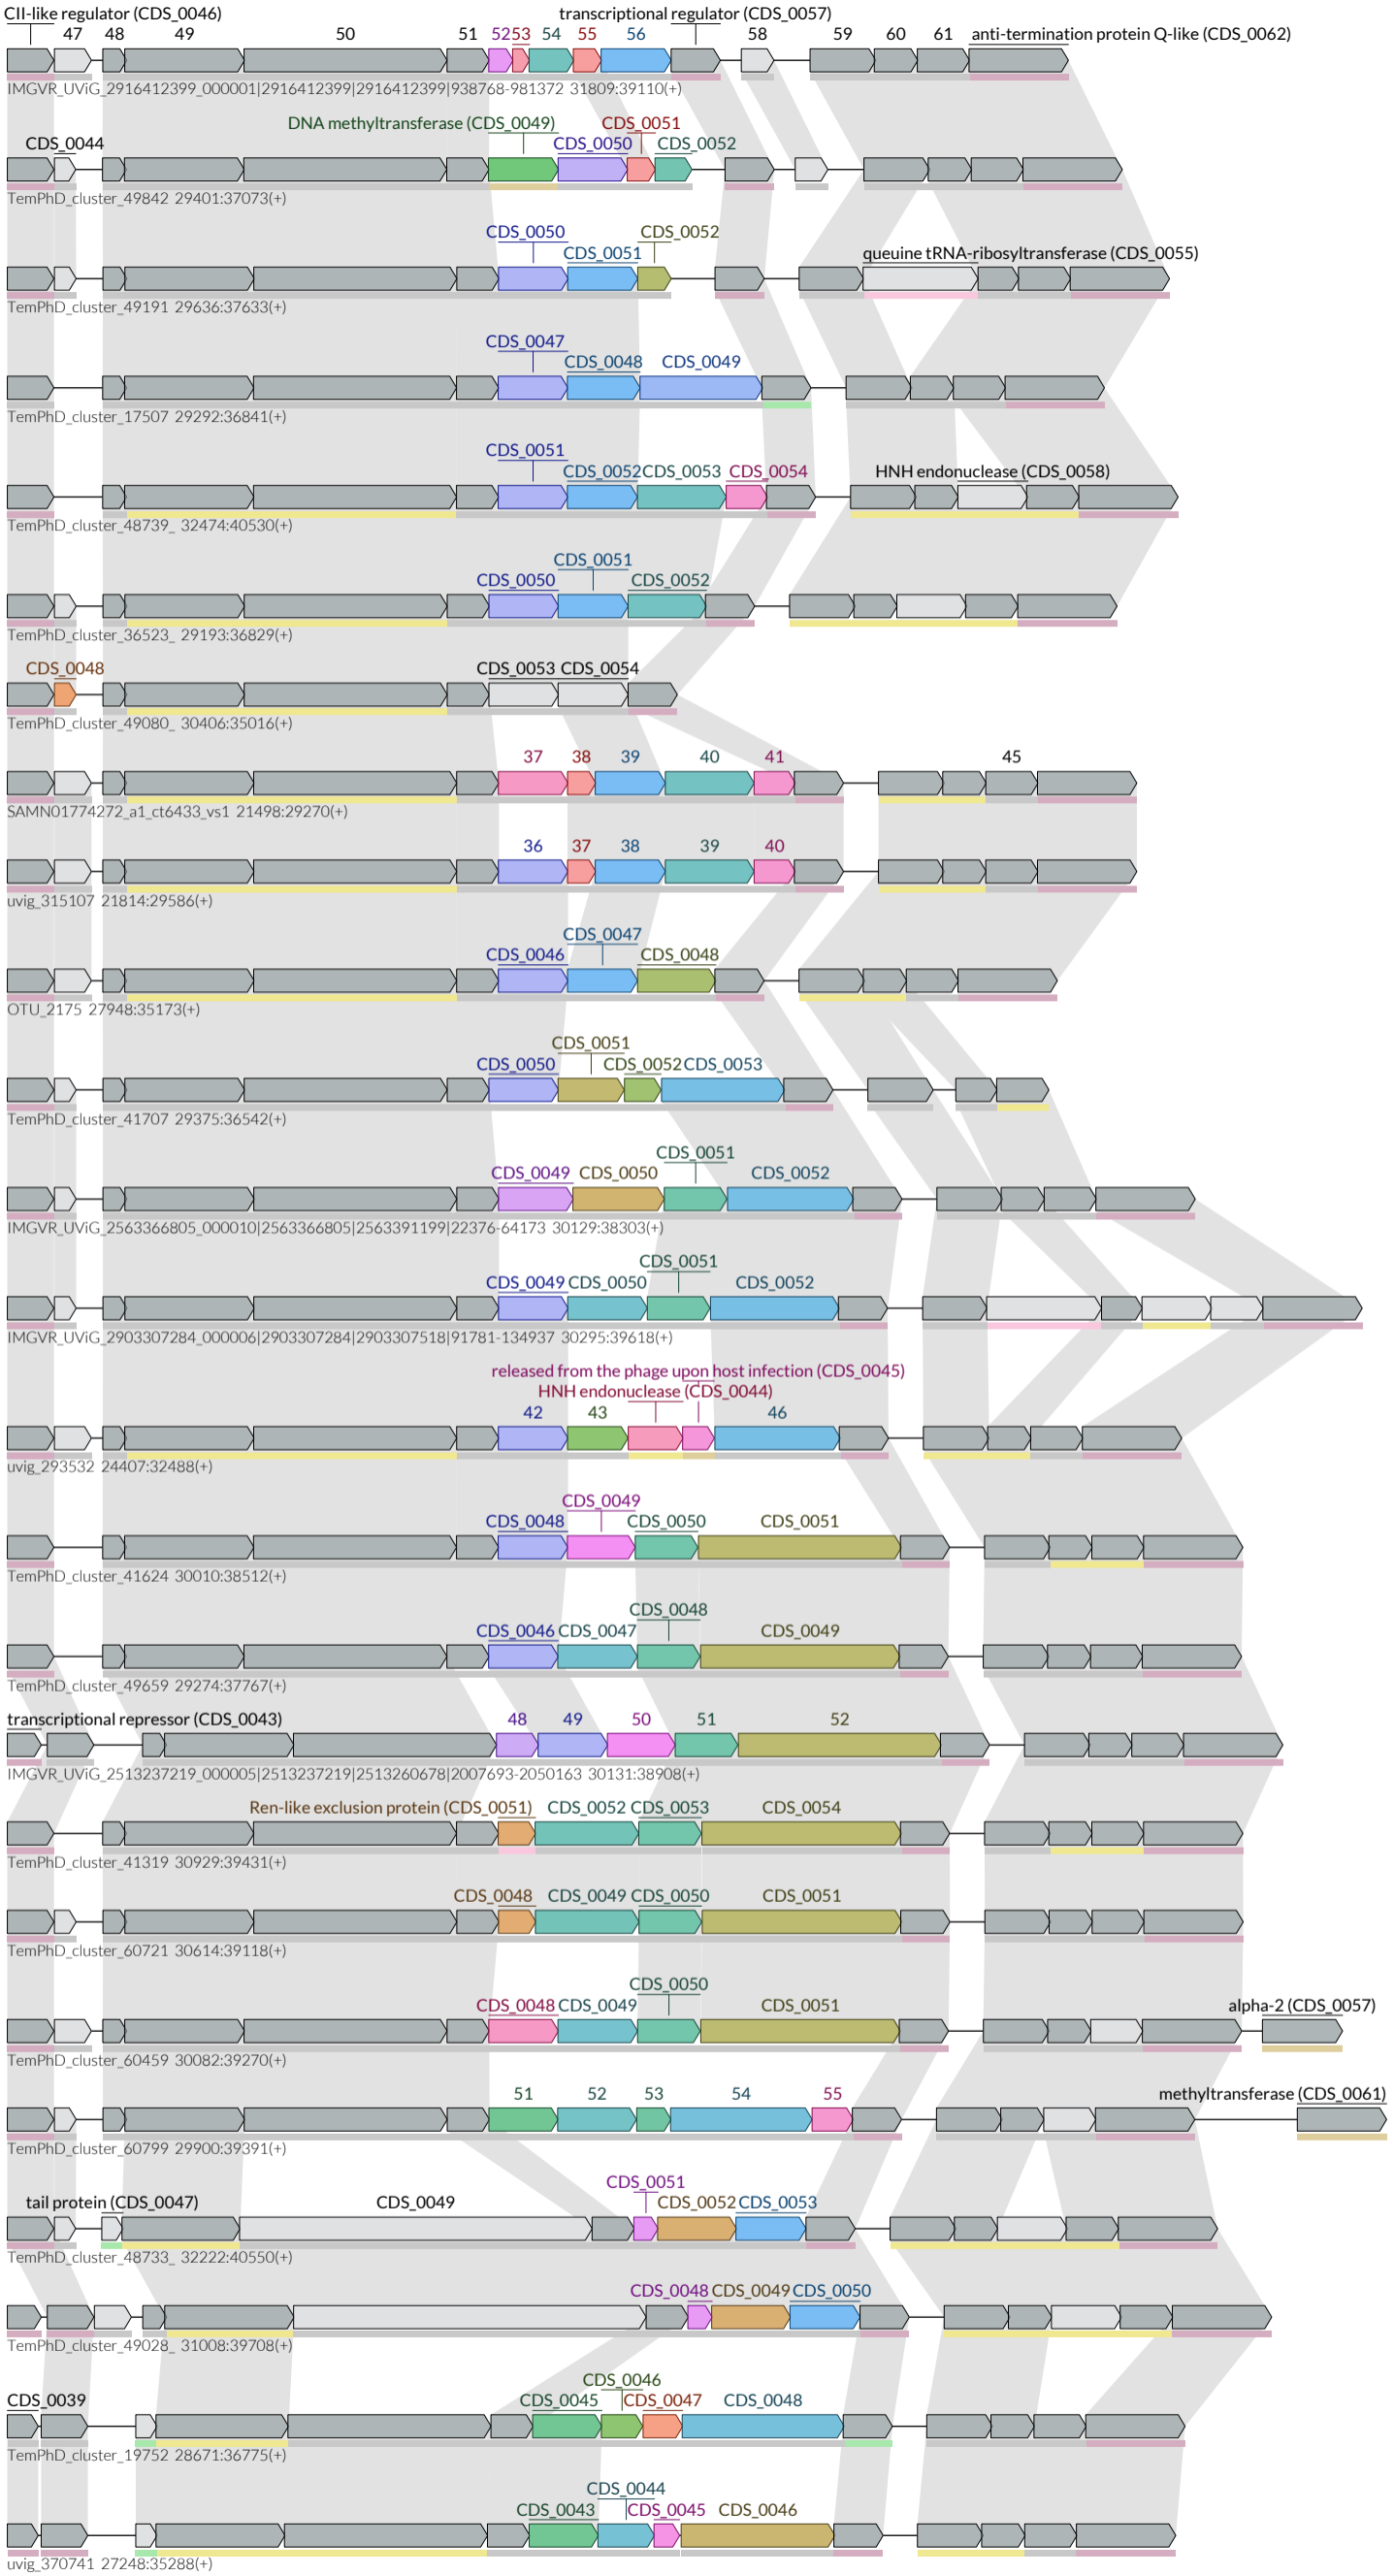 CII-like regulator (CDS_0046) transcriptional regulator (CDS_0057)
47 48 49 50 51 52 53 54 55 56 58 59 60 61 anti-termination protein Q-like (CDS_0062)
IMGVR_UViG_2916412399_000001|2916412399|2916412399|938768-981372 31809:39110(+)
DNA methyltransferase (CDS_0049) CDS_0051
CDS_0044 CDS_0050 CDS_0052
TemPhD_cluster_49842 29401:37073(+)
CDS_0050 CDS_0052
CDS_0051 queuine tRNA-ribosyltransferase (CDS_0055)
TemPhD_cluster_49191 29636:37633(+)
CDS_0047
CDS_0048 CDS_0049
TemPhD_cluster_17507 29292:36841(+)
CDS_0051
CDS_0052 CDS_0053 CDS_0054 HNH endonuclease (CDS_0058)
TemPhD_cluster_48739_ 32474:40530(+)
CDS_0051
CDS_0050 CDS_0052
TemPhD_cluster_36523_ 29193:36829(+)
CDS_0048 CDS_0053 CDS_0054
TemPhD_cluster_49080_ 30406:35016(+)
37 38 39 40 41 45
SAMN01774272_a1_ct6433_vs1 21498:29270(+)
36 37 38 39 40
uvig_315107 21814:29586(+)
CDS_0047
CDS_0046 CDS_0048
OTU_2175 27948:35173(+)
CDS_0051
CDS_0050 CDS_0052 CDS_0053
TemPhD_cluster_41707 29375:36542(+)
CDS_0051
CDS_0049 CDS_0050 CDS_0052
IMGVR_UViG_2563366805_000010|2563366805|2563391199|22376-64173 30129:38303(+)
CDS_0051
CDS_0049 CDS_0050 CDS_0052
IMGVR_UViG_2903307284_000006|2903307284|2903307518|91781-134937 30295:39618(+)
released from the phage upon host infection (CDS_0045)
HNH endonuclease (CDS_0044)
42 43 46
uvig_293532 24407:32488(+)
CDS_0049
CDS_0048 CDS_0050 CDS_0051
TemPhD_cluster_41624 30010:38512(+)
CDS_0048
CDS_0046 CDS_0047 CDS_0049
TemPhD_cluster_49659 29274:37767(+)
transcriptional repressor (CDS_0043) 48 49 50 51 52
IMGVR_UViG_2513237219_000005|2513237219|2513260678|2007693-2050163 30131:38908(+)
Ren-like exclusion protein (CDS_0051) CDS_0052 CDS_0053 CDS_0054
TemPhD_cluster_41319 30929:39431(+)
CDS_0048 CDS_0049 CDS_0050 CDS_0051
TemPhD_cluster_60721 30614:39118(+)
CDS_0050
CDS_0048 CDS_0049 CDS_0051 alpha-2 (CDS_0057)
TemPhD_cluster_60459 30082:39270(+)
51 52 53 54 55 methyltransferase (CDS_0061)
TemPhD_cluster_60799 29900:39391(+)
CDS_0051
tail protein (CDS_0047) CDS_0049 CDS_0052 CDS_0053
TemPhD_cluster_48733_ 32222:40550(+)
CDS_0048 CDS_0049 CDS_0050
TemPhD_cluster_49028_ 31008:39708(+)
CDS_0046
CDS_0039 CDS_0045 CDS_0047 CDS_0048
TemPhD_cluster_19752 28671:36775(+)
CDS_0044
CDS_0043 CDS_0045 CDS_0046
uvig_370741 27248:35288(+)